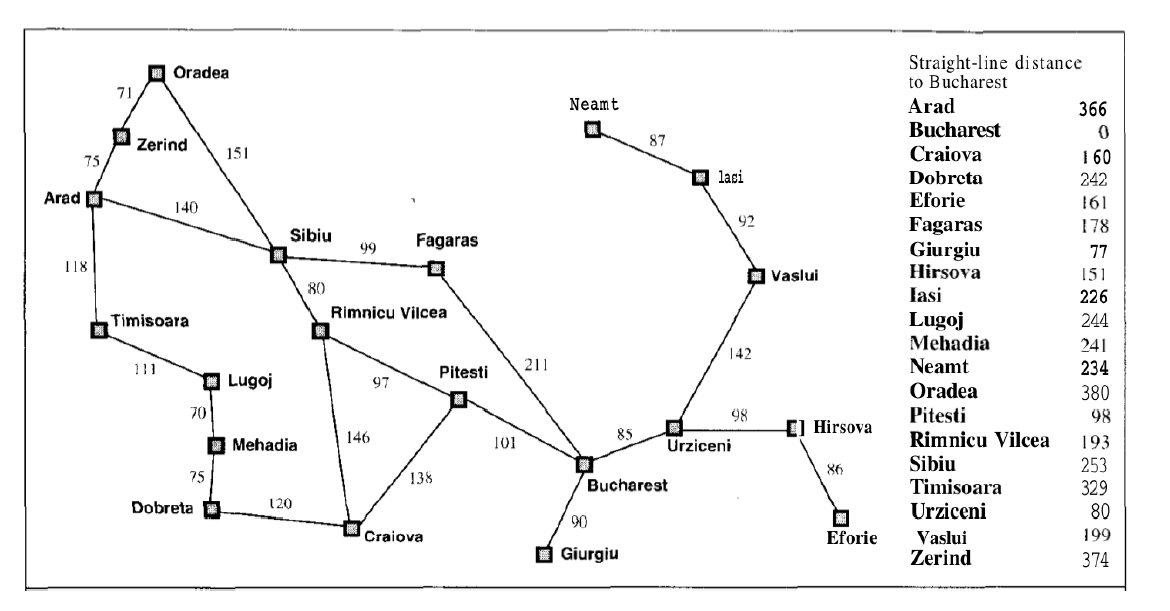 Oradea
71
Neamt
Zerind
87
151
75
Iasi
Arad
140
92
Sibiu
99
Fagaras
118
80
Vaslui
Rimnicu Vilcea
Timisoara
111
211
142
Lugoj
97
Pitesti
70
98
Hirsova
146
101
85
Urziceni
Mehadia
86
75
138
Bucharest
Dobreta
120
90
Craiova
Eforie
Giurgiu
Straight-line distance
to Bucharest
Arad 366
Bucharest 0
Craiova 160
Dobreta 242
Eforie 161
Fagaras 178
Giurgiu 77
Hirsova 151
Iasi 226
Lugoj 244
Mehadia 241
Neamt 234
Oradea 380
Pitesti 98
Rimnicu Vilcea 193
Sibiu 253
Timisoara 329
Urziceni 80
Vaslui 199
Zerind 374